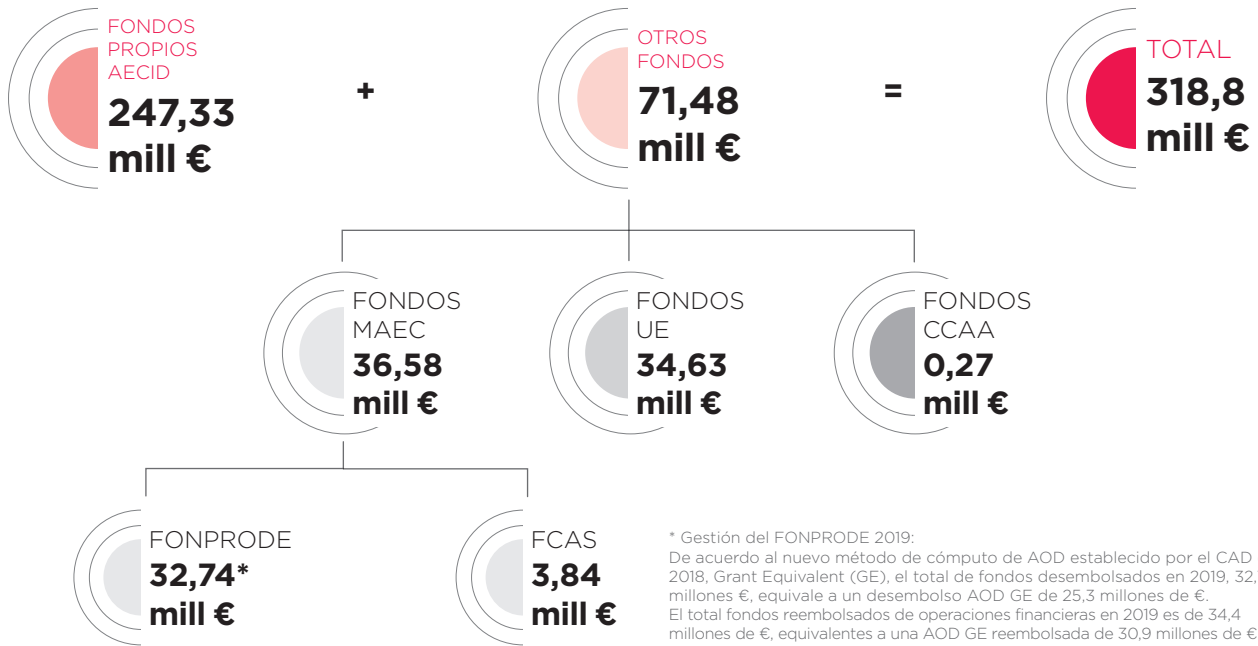 FONDOS
PROPIOS
AECID
247,33
mill €
+
OTROS
FONDOS
71,48
mill €
=
TOTAL
318,8
mill €
FONDOS
MAEC
36,58
mill €
FONDOS
UE
34,63
mill €
FONDOS
CCAA
0,27
mill €
FONPRODE
32,74*
mill €
FCAS
3,84
mill €
* Gestión del FONPRODE 2019:
De acuerdo al nuevo método de cómputo de AOD establecido por el CAD
2018, Grant Equivalent (GE), el total de fondos desembolsados en 2019, 32,
millones €, equivale a un desembolso AOD GE de 25,3 millones de €.
El total fondos reembolsados de operaciones financieras en 2019 es de 34,4
millones de €, equivalentes a una AOD GE reembolsada de 30,9 millones de €